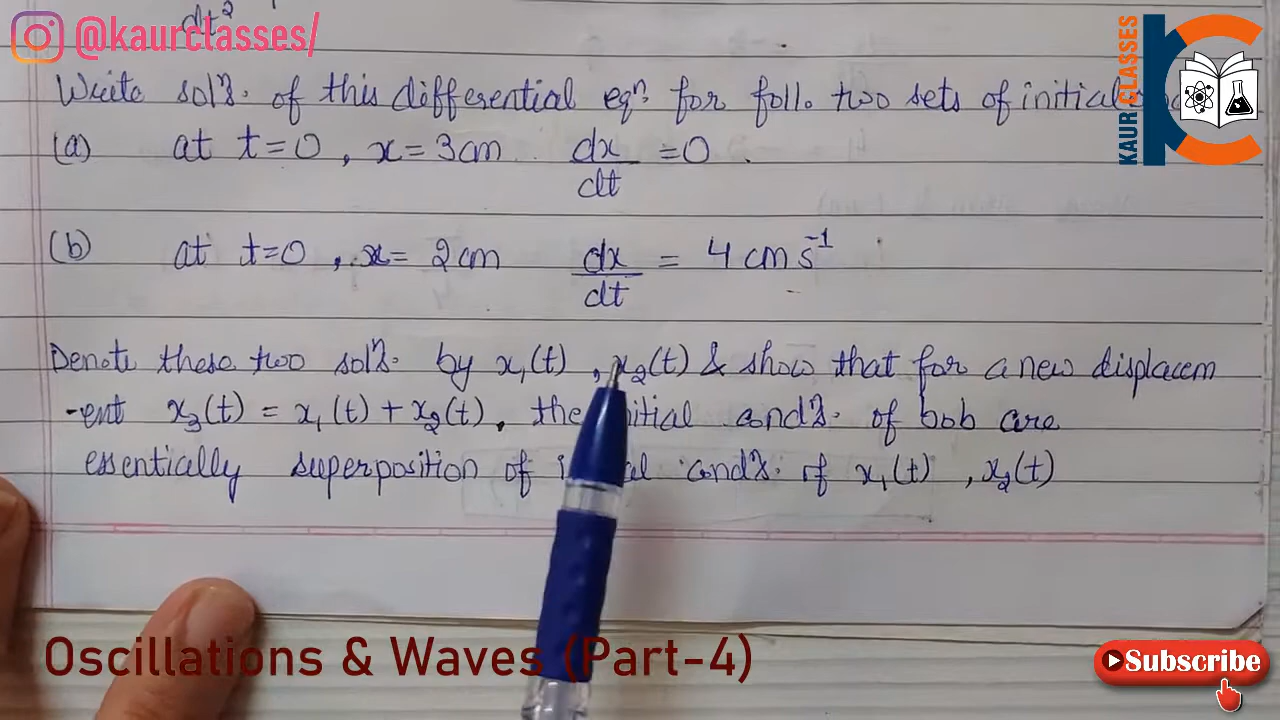 dt²
@kaurclasses/
Write solⁿ. of this differential eqⁿ for foll. two sets of initial
(a) at t=0, x=3cm dx/dt =0.
(b) at t=0, x= 2cm dx/dt = 4cms⁻¹
Denote these two solⁿ. by x₁(t), x₂(t) & show that for a new displacem
-ent x₃(t) = x₁(t) + x₂(t), the condⁿ. of bob are
essentially superposition of condⁿ. of x₁(t), x₂(t)
KAUR CLASSES
Oscillations & Waves (Part-4)
Subscribe